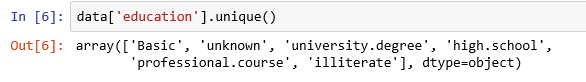 In [6]: data['education'].unique()
Out[6]: array(['Basic', 'unknown', 'university.degree', 'high.school',
'professional.course', 'illiterate'], dtype=object)